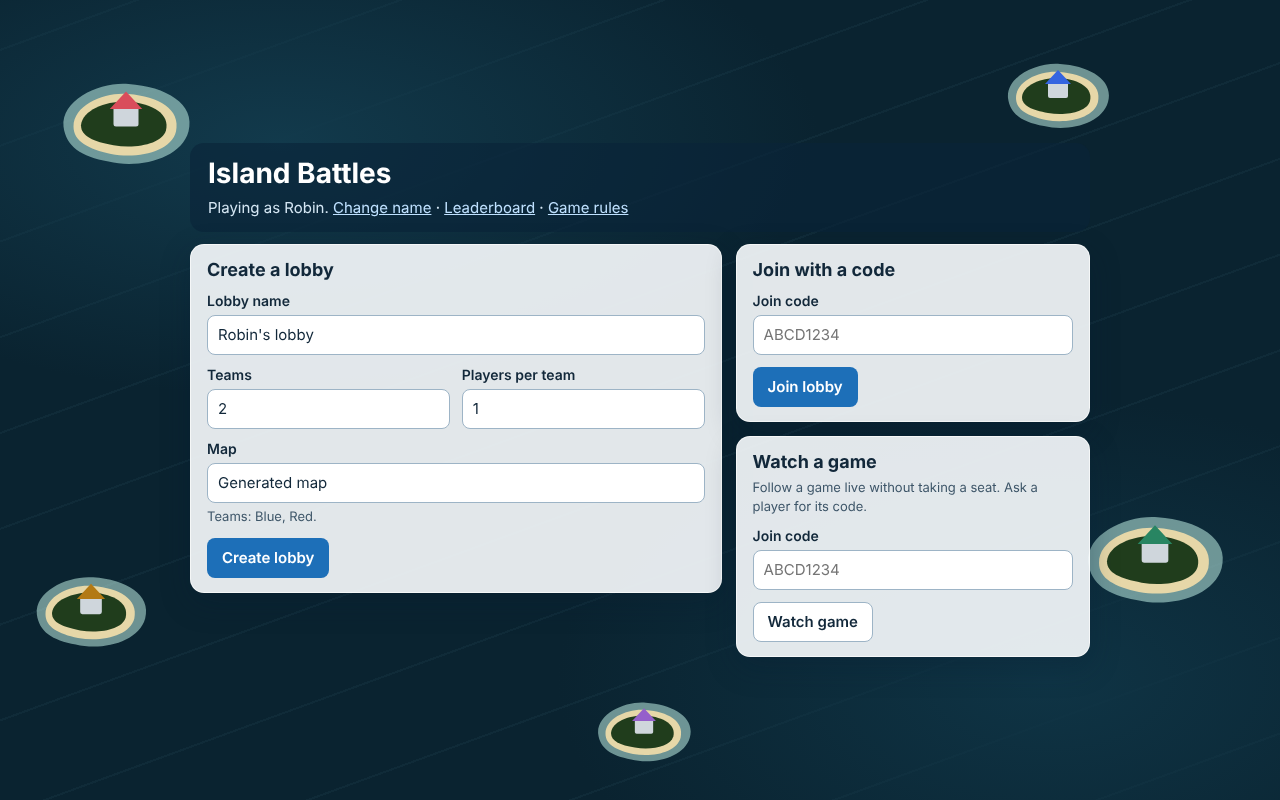 Island Battles
Playing as Robin. Change name · Leaderboard · Game rules
Create a lobby
Lobby name
Robin's lobby
Teams
Players per team
2
1
Map
Generated map
Teams: Blue, Red.
Create lobby
Join with a code
Join code
ABCD1234
Join lobby
Watch a game
Follow a game live without taking a seat. Ask a
player for its code.
Join code
ABCD1234
Watch game